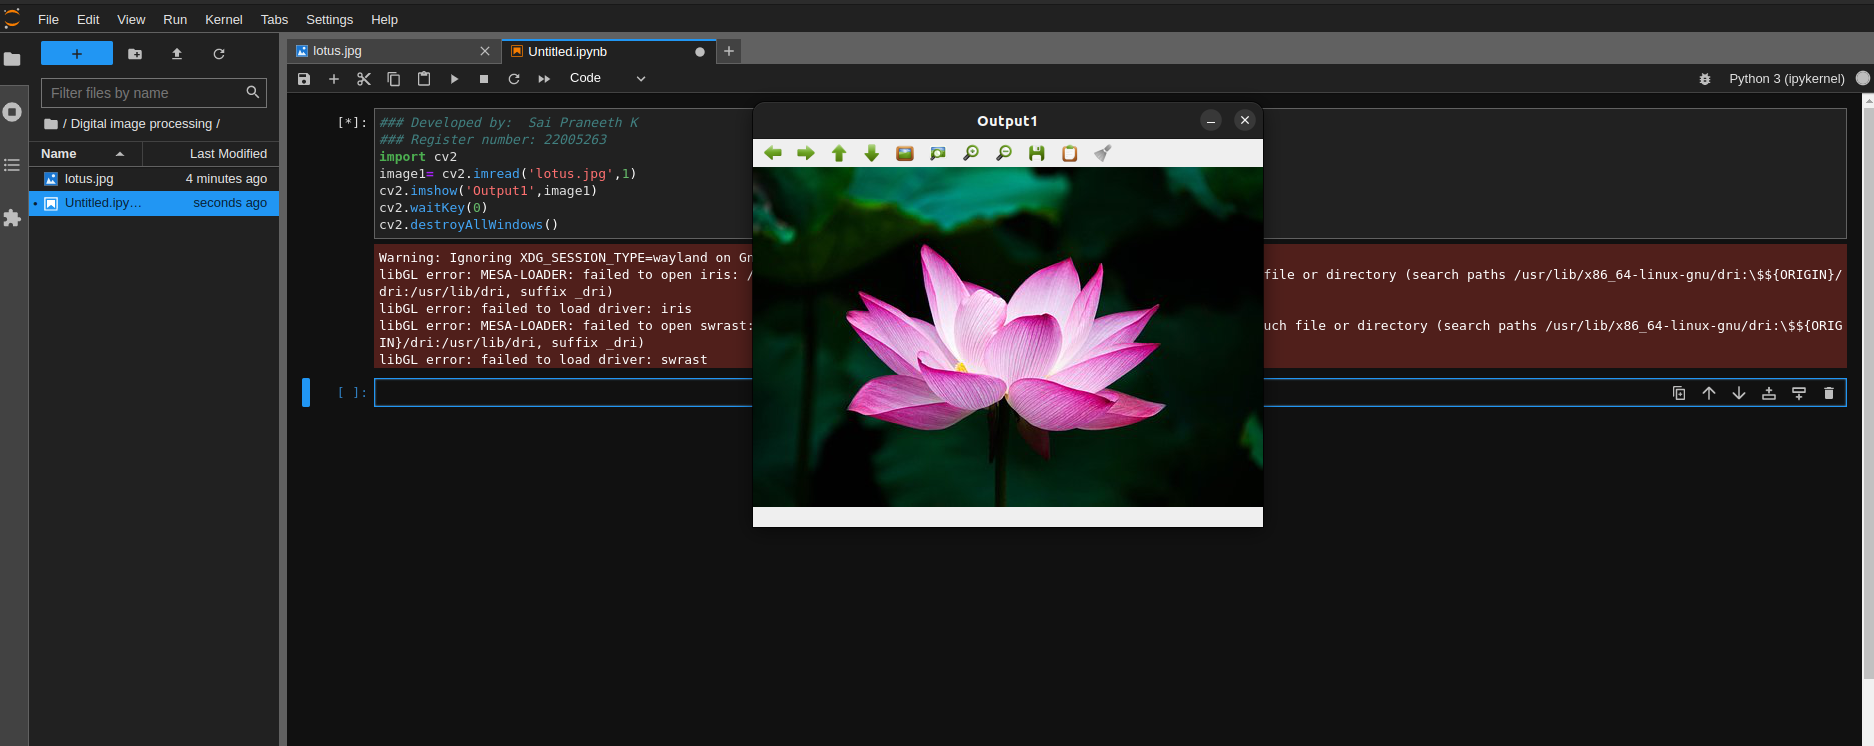 File Edit View Run Kernel Tabs Settings Help
Filter files by name
/ Digital image processing /
Name Last Modified
lotus.jpg 4 minutes ago
Untitled.ipy… seconds ago
lotus.jpg Untitled.ipynb
Code Python 3 (ipykernel)
[*]:
### Developed by:  Sai Praneeth K
### Register number: 22005263
import cv2
image1= cv2.imread('lotus.jpg',1)
cv2.imshow('Output1',image1)
cv2.waitKey(0)
cv2.destroyAllWindows()
Output1
Warning: Ignoring XDG_SESSION_TYPE=wayland on Gn
libGL error: MESA-LOADER: failed to open iris: / file or directory (search paths /usr/lib/x86_64-linux-gnu/dri:\$${ORIGIN}/
dri:/usr/lib/dri, suffix _dri)
libGL error: failed to load driver: iris
libGL error: MESA-LOADER: failed to open swrast: uch file or directory (search paths /usr/lib/x86_64-linux-gnu/dri:\$${ORIG
IN}/dri:/usr/lib/dri, suffix _dri)
libGL error: failed to load driver: swrast
[ ]: